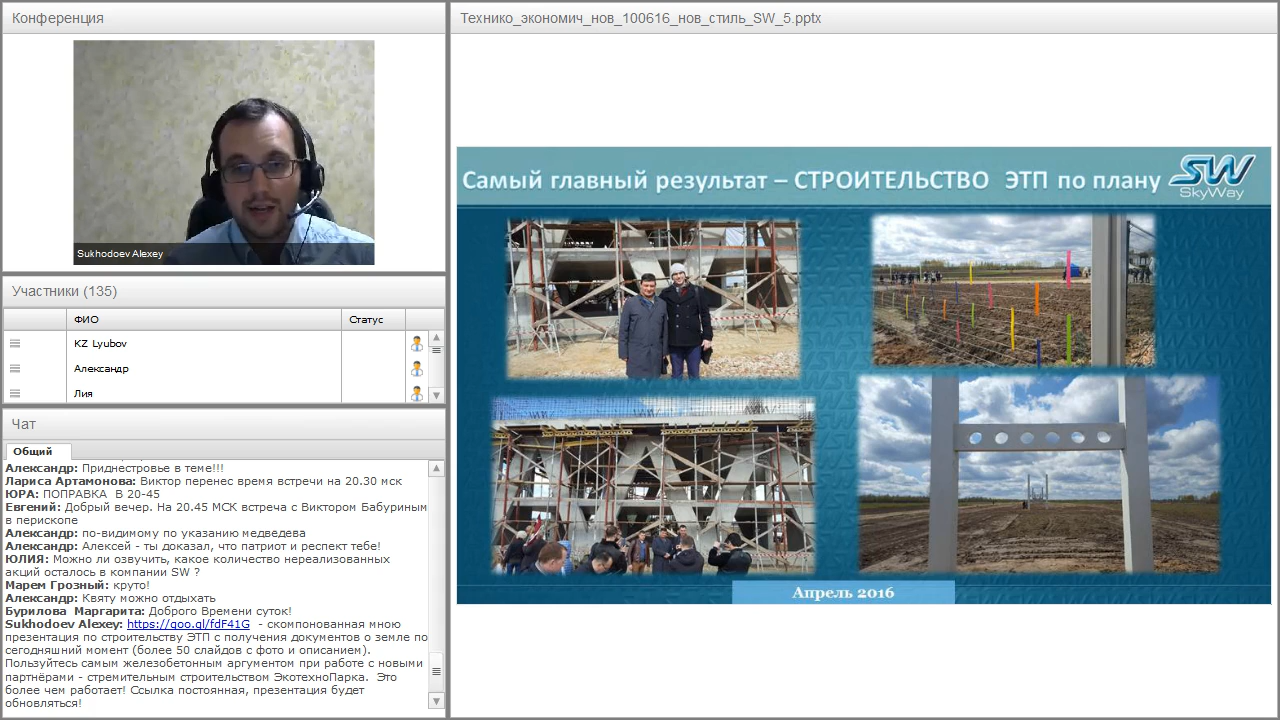 Конференция
Sukhodoev Alexey
Участники (135)
ФИО Статус
KZ Lyubov
Александр
Лия
Чат
Общий
Александр: Приднестровье в теме!!!
Лариса Артамонова: Виктор перенес время встречи на 20.30 мск
ЮРА: ПОПРАВКА В 20-45
Евгений: Добрый вечер. На 20.45 МСК встреча с Виктором Бабуриным
в перископе
Александр: по-видимому по указанию медведева
Александр: Алексей - ты доказал, что патриот и респект тебе!
ЮЛИЯ: Можно ли озвучить, какое количество нереализованных
акций осталось в компании SW ?
Марем Грозный: круто!
Александр: Квяту можно отдыхать
Бурилова Маргарита: Доброго Времени суток!
Sukhodoev Alexey: https://goo.gl/fdF41G - скомпонованная мною
презентация по строительству ЭТП с получения документов о земле по
сегодняшний момент (более 50 слайдов с фото и описанием).
Пользуйтесь самым железобетонным аргументом при работе с новыми
партнёрами - стремительным строительством ЭкотехноПарка. Это
более чем работает! Ссылка постоянная, презентация будет
обновляться!
Технико_экономич_нов_100616_нов_стиль_SW_5.pptx
Самый главный результат – СТРОИТЕЛЬСТВО ЭТП по плану
SW
SkyWay
Апрель 2016